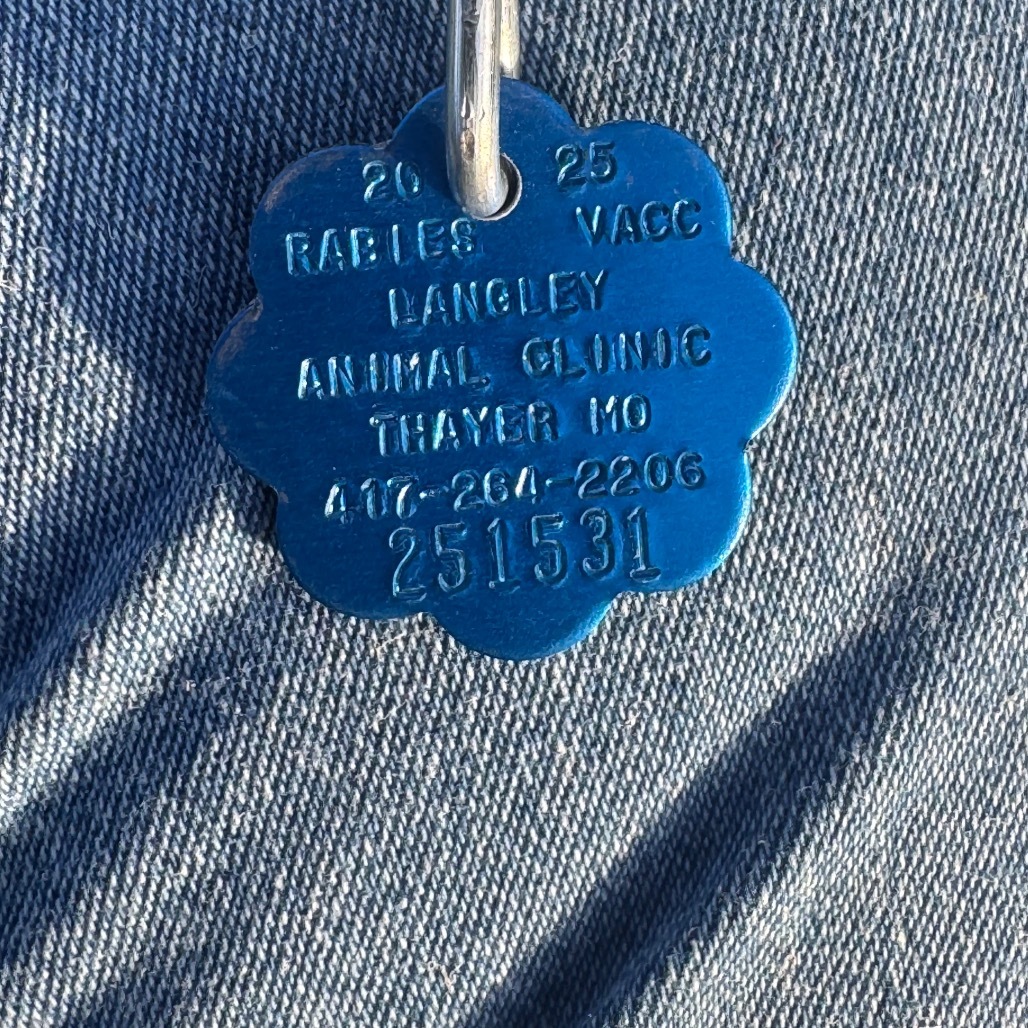 20 25
RABIES VACC
LANGLEY
ANIMAL CLINIC
THAYER MO
417-264-2206
251531